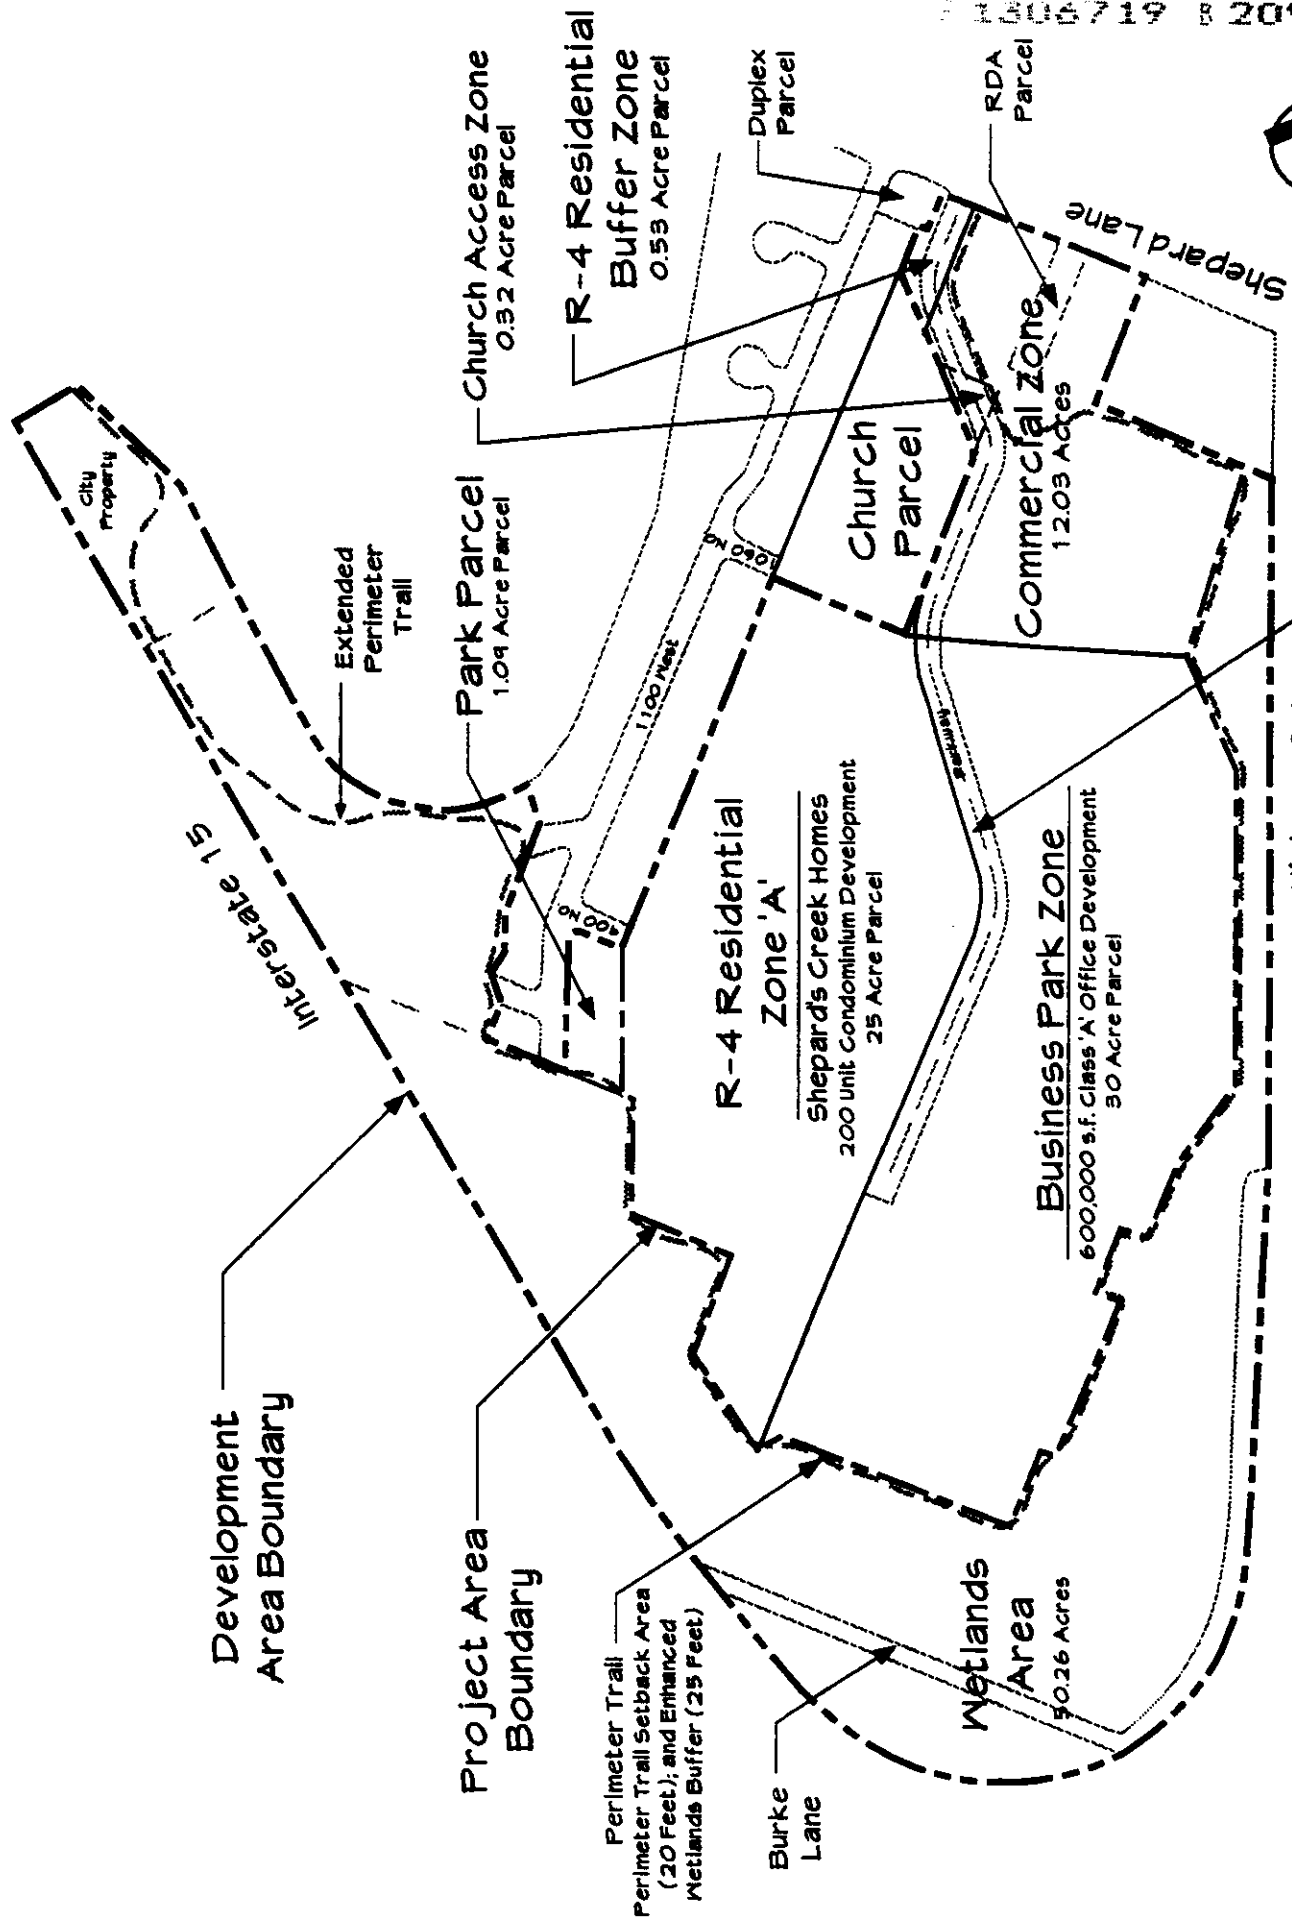 Development
Area Boundary
Project Area
Boundary
Perimeter Trail
Perimeter Trail Setback Area
(20 Feet); and Enhanced
Wetlands Buffer (25 Feet)
Burke
Lane
Wetlands
Area
50.26 Acres
Interstate 15
City
Property
Extended
Perimeter
Trail
Park Parcel
1.09 Acre Parcel
Church Access Zone
0.32 Acre Parcel
R-4 Residential
Buffer Zone
0.53 Acre Parcel
Duplex
Parcel
RDA
Parcel
Shepard Lane
1100 West
400 NO
1060 NO
Parkway
Church
Parcel
Commercial Zone
12.03 Acres
R-4 Residential
Zone 'A'
Shepard's Creek Homes
200 Unit Condominium Development
25 Acre Parcel
Business Park Zone
600,000 s.f. Class 'A' Office Development
30 Acre Parcel
1306719